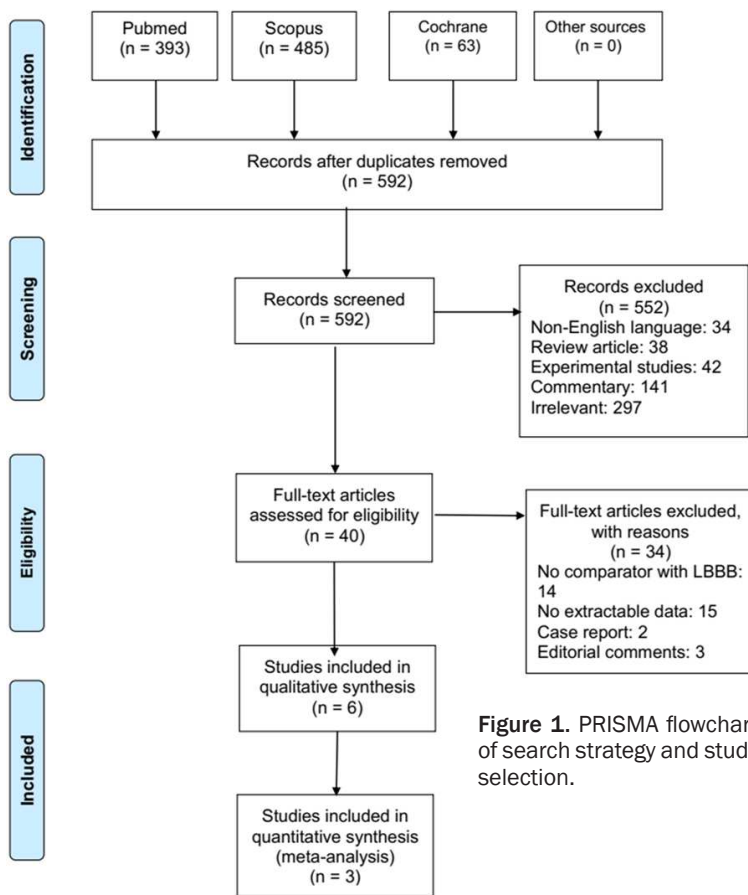 Pubmed
(n = 393)
Scopus
(n = 485)
Cochrane
(n = 63)
Other sources
(n = 0)
Identification
Records after duplicates removed
(n = 592)
Screening
Records screened
(n = 592)
Records excluded
(n = 552)
Non-English language: 34
Review article: 38
Experimental studies: 42
Commentary: 141
Irrelevant: 297
Eligibility
Full-text articles
assessed for eligibility
(n = 40)
Full-text articles excluded,
with reasons
(n = 34)
No comparator with LBBB:
14
No extractable data: 15
Case report: 2
Editorial comments: 3
Included
Studies included in
qualitative synthesis
(n = 6)
Studies included in
quantitative synthesis
(meta-analysis)
(n = 3)
Figure 1. PRISMA flowchar
of search strategy and stud
selection.